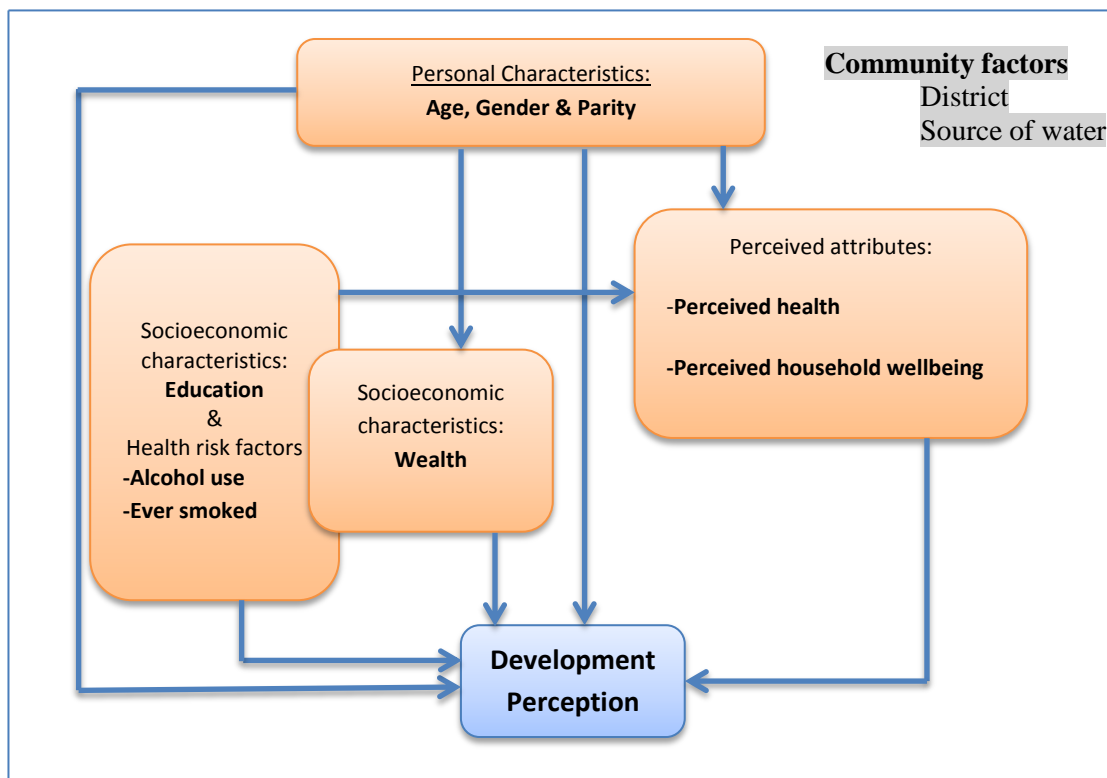 Personal Characteristics:
Age, Gender & Parity
Community factors
District
Source of water
Perceived attributes:
-Perceived health
-Perceived household wellbeing
Socioeconomic
characteristics:
Education
&
Health risk factors
-Alcohol use
-Ever smoked
Socioeconomic
characteristics:
Wealth
Development
Perception